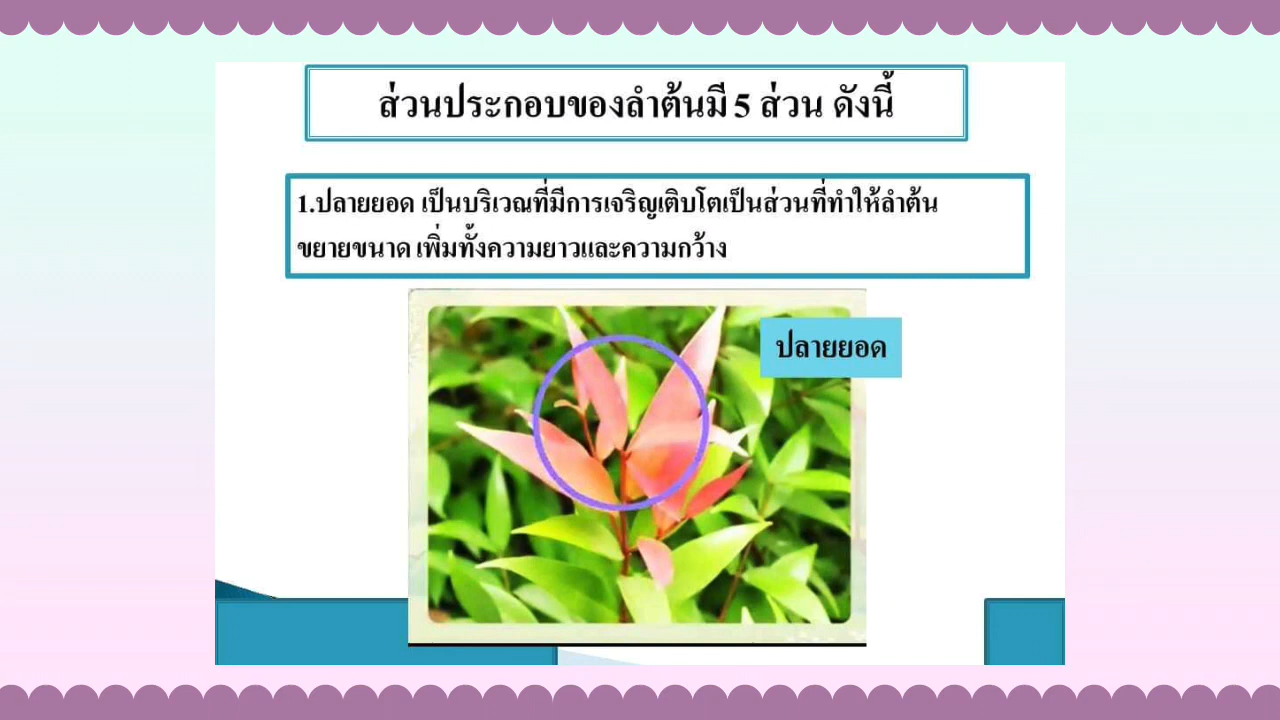 ส่วนประกอบของลำต้นมี 5 ส่วน ดังนี้
1.ปลายยอด เป็นบริเวณที่มีการเจริญเติบโตเป็นส่วนที่ทำให้ลำต้น
ขยายขนาด เพิ่มทั้งความยาวและความกว้าง
ปลายยอด